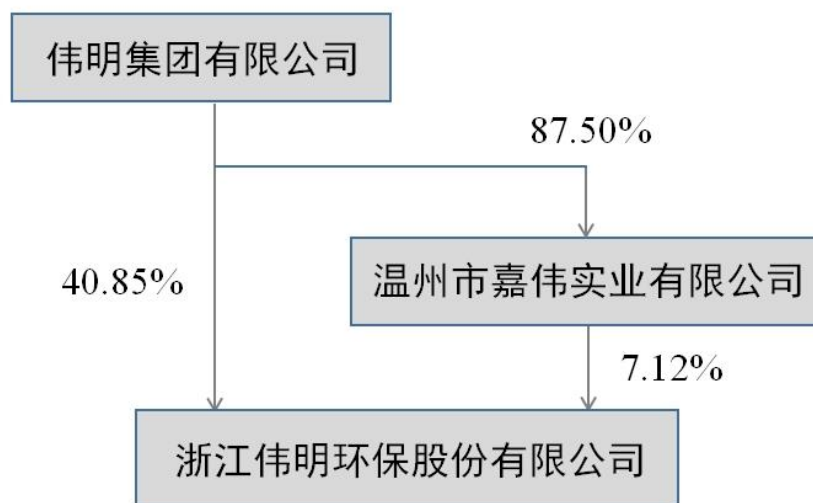 伟明集团有限公司
87.50%
40.85%
温州市嘉伟实业有限公司
7.12%
浙江伟明环保股份有限公司